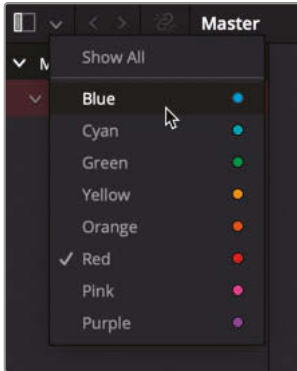 Master
M
Show All
Blue
Cyan
Green
Yellow
Orange
Red
Pink
Purple